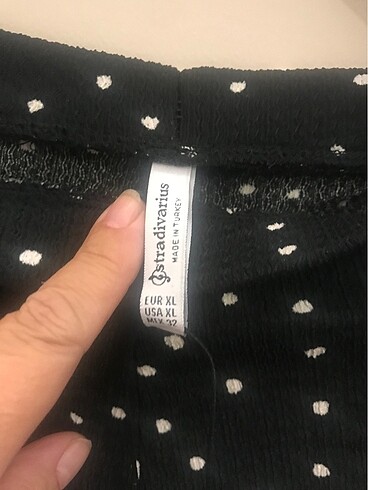 stradivarius
MADE IN TURKEY
EUR XL
USA XL
MEX 32